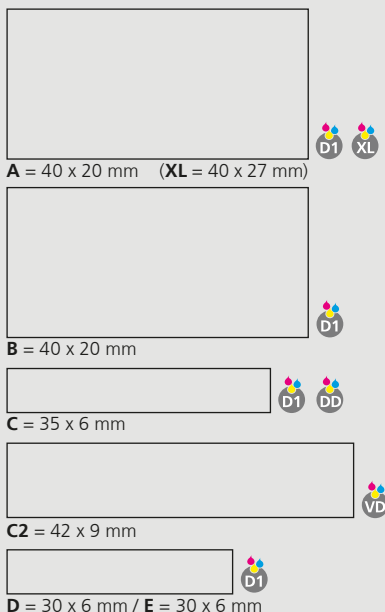 D1 XL
A = 40 x 20 mm (XL = 40 x 27 mm)
D1
B = 40 x 20 mm
D1 DD
C = 35 x 6 mm
VD
C2 = 42 x 9 mm
D1
D = 30 x 6 mm / E = 30 x 6 mm